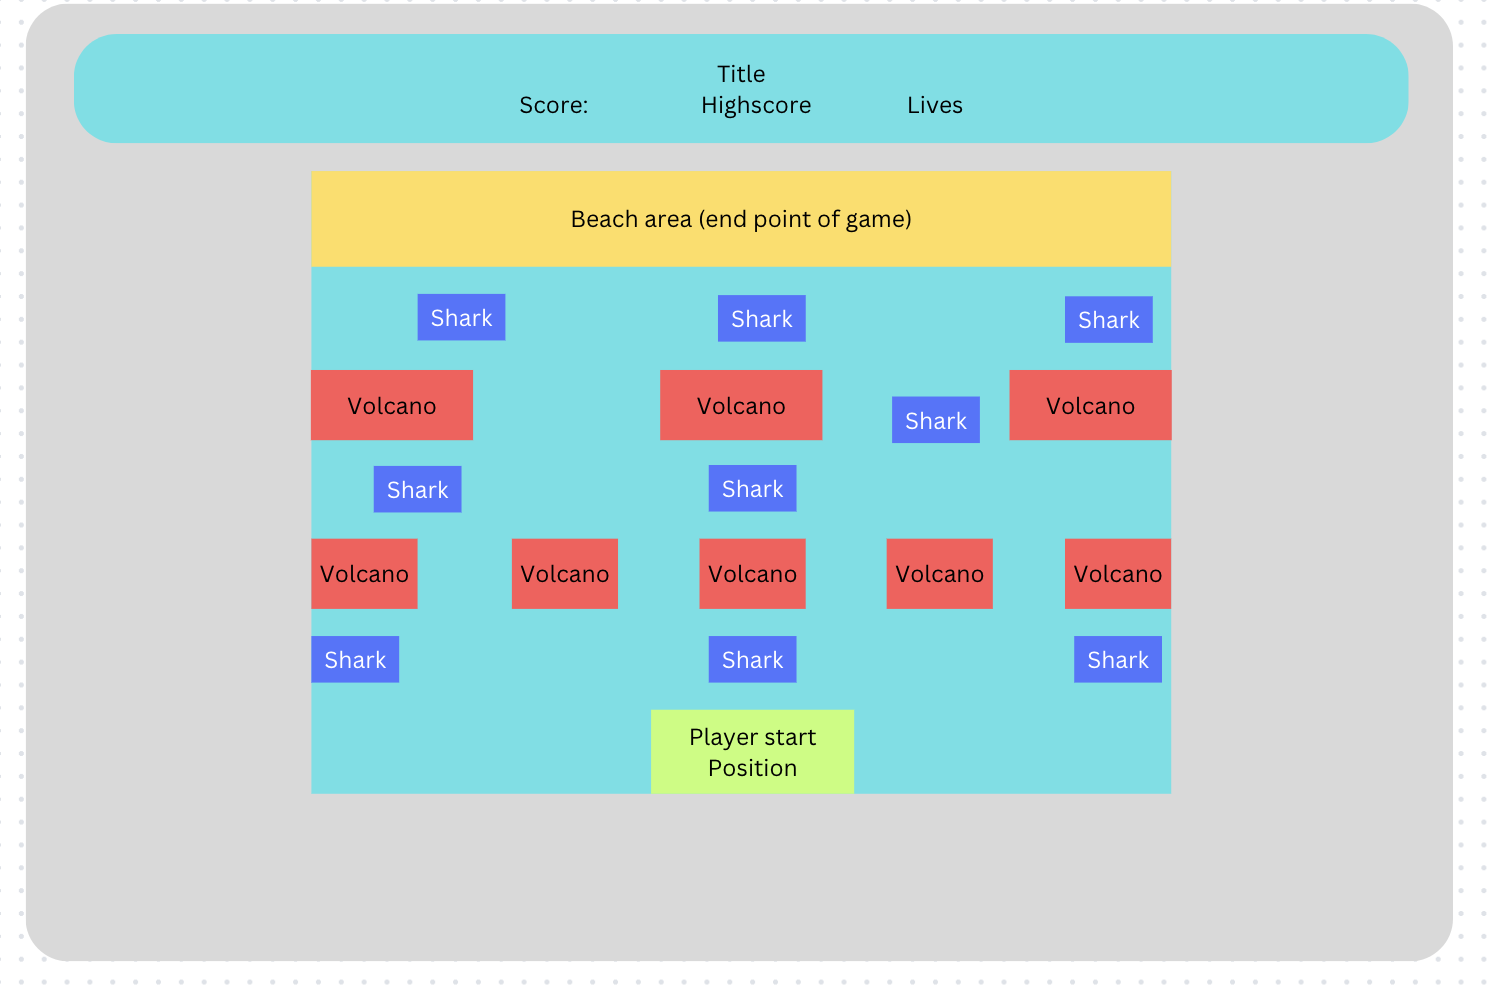 Title
Score: Highscore Lives
Beach area (end point of game)
Shark Shark Shark
Volcano Volcano Shark Volcano
Shark Shark
Volcano Volcano Volcano Volcano Volcano
Shark Shark Shark
Player start
Position